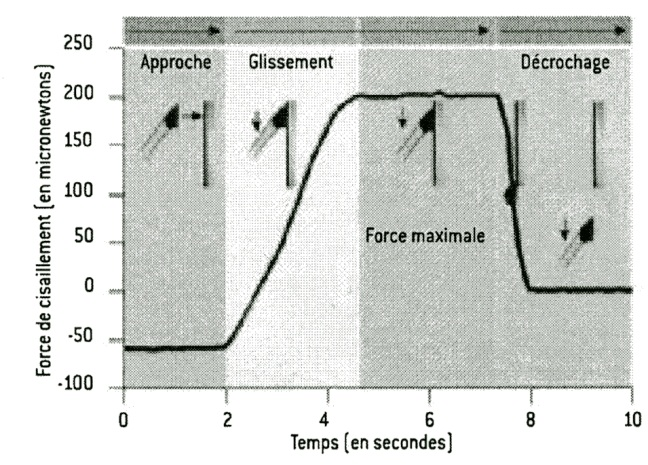 Approche
Glissement
Décrochage
Force maximale
Force de cisaillement (en micronewtons)
250
200
150
100
50
0
-50
-100
0 2 4 6 8 10
Temps (en secondes)